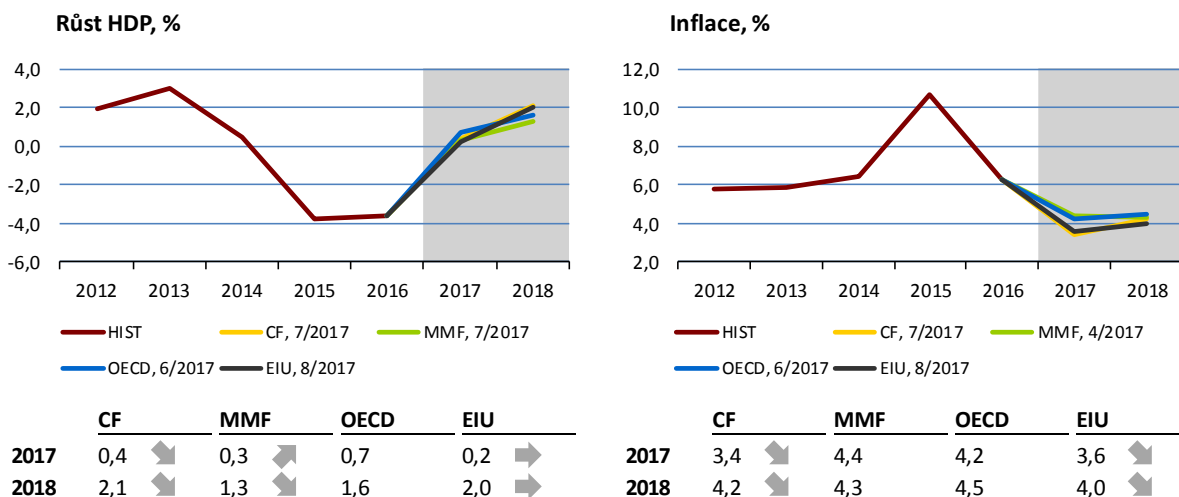 Růst HDP, %
4,0
2,0
0,0
-2,0
-4,0
-6,0
2012 2013 2014 2015 2016 2017 2018
HIST CF, 7/2017 MMF, 7/2017
OECD, 6/2017 EIU, 8/2017
CF MMF OECD EIU
2017 0,4 0,3 0,7 0,2
2018 2,1 1,3 1,6 2,0
Inflace, %
12,0
10,0
8,0
6,0
4,0
2,0
2012 2013 2014 2015 2016 2017 2018
HIST CF, 7/2017 MMF, 4/2017
OECD, 6/2017 EIU, 8/2017
CF MMF OECD EIU
2017 3,4 4,4 4,2 3,6
2018 4,2 4,3 4,5 4,0